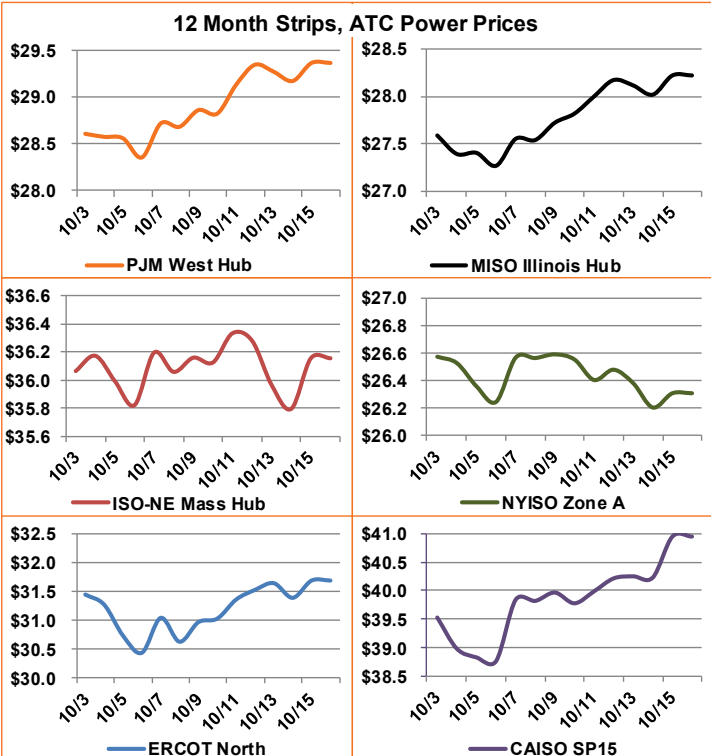 12 Month Strips, ATC Power Prices
$29.5
$29.0
$28.5
$28.0
10/3 10/5 10/7 10/9 10/11 10/13 10/15
PJM West Hub
$28.5
$28.0
$27.5
$27.0
10/3 10/5 10/7 10/9 10/11 10/13 10/15
MISO Illinois Hub
$36.6
$36.4
$36.2
$36.0
$35.8
$35.6
10/3 10/5 10/7 10/9 10/11 10/13 10/15
ISO-NE Mass Hub
$27.0
$26.8
$26.6
$26.4
$26.2
$26.0
10/3 10/5 10/7 10/9 10/11 10/13 10/15
NYISO Zone A
$32.5
$32.0
$31.5
$31.0
$30.5
$30.0
10/3 10/5 10/7 10/9 10/11 10/13 10/15
ERCOT North
$41.0
$40.5
$40.0
$39.5
$39.0
$38.5
10/3 10/5 10/7 10/9 10/11 10/13 10/15
CAISO SP15